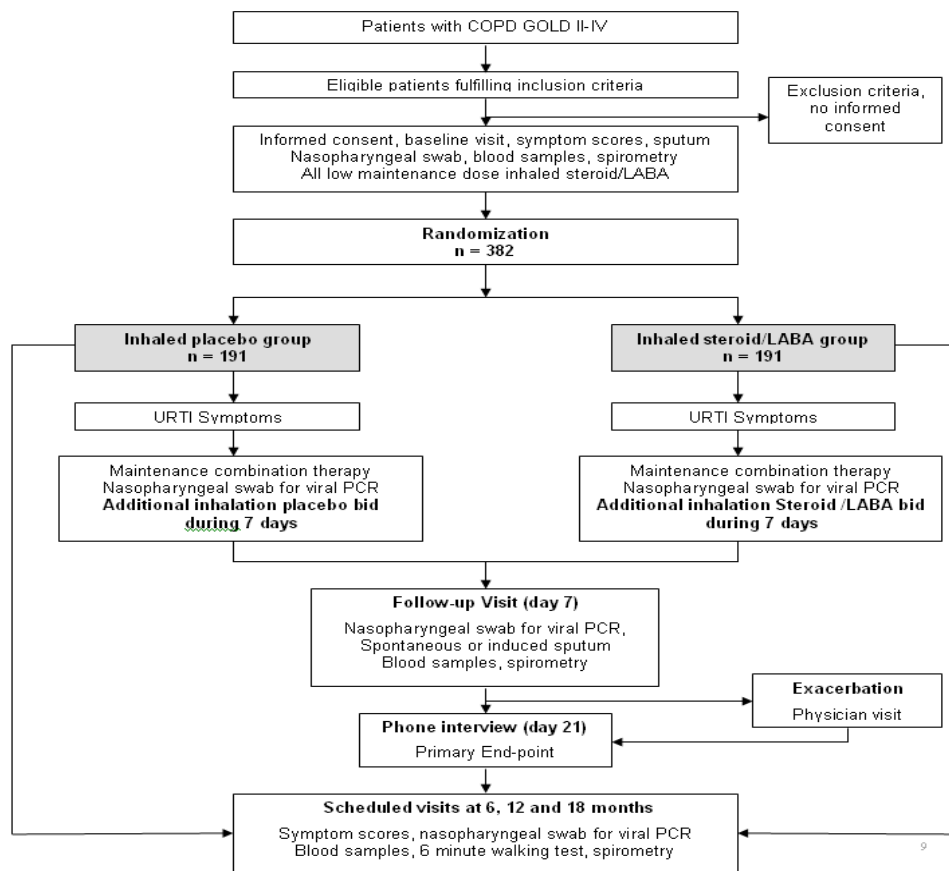 Patients with COPD GOLD II-IV
Eligible patients fulfilling inclusion criteria
Exclusion criteria,
no informed
consent
Informed consent, baseline visit, symptom scores, sputum
Nasopharyngeal swab, blood samples, spirometry
All low maintenance dose inhaled steroid/LABA
Randomization
n = 382
Inhaled placebo group
n = 191
Inhaled steroid/LABA group
n = 191
URTI Symptoms
URTI Symptoms
Maintenance combination therapy
Nasopharyngeal swab for viral PCR
Additional inhalation placebo bid
during 7 days
Maintenance combination therapy
Nasopharyngeal swab for viral PCR
Additional inhalation Steroid /LABA bid
during 7 days
Follow-up Visit (day 7)
Nasopharyngeal swab for viral PCR,
Spontaneous or induced sputum
Blood samples, spirometry
Exacerbation
Physician visit
Phone interview (day 21)
Primary End-point
Scheduled visits at 6, 12 and 18 months
Symptom scores, nasopharyngeal swab for viral PCR
Blood samples, 6 minute walking test, spirometry
9